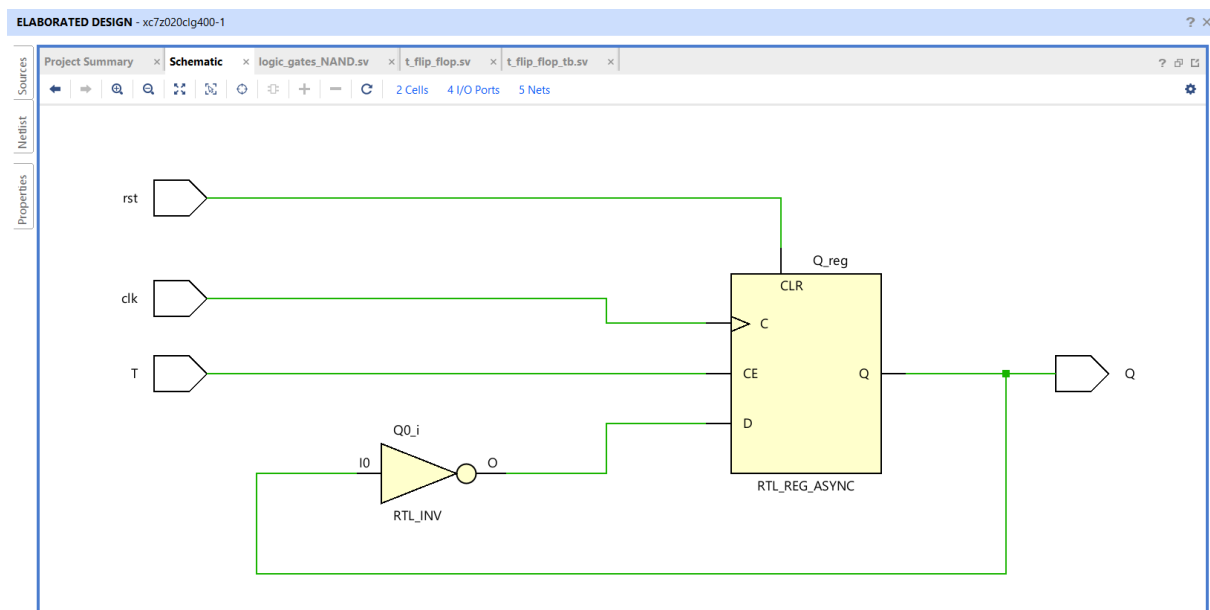 ELABORATED DESIGN - xc7z020clg400-1
? ×
Sources
Netlist
Properties
Project Summary × Schematic × logic_gates_NAND.sv × t_flip_flop.sv × t_flip_flop_tb.sv ×
?
2 Cells 4 I/O Ports 5 Nets
rst
clk
T
Q_reg
CLR
C
CE
Q
D
RTL_REG_ASYNC
Q
Q0_i
I0
O
RTL_INV